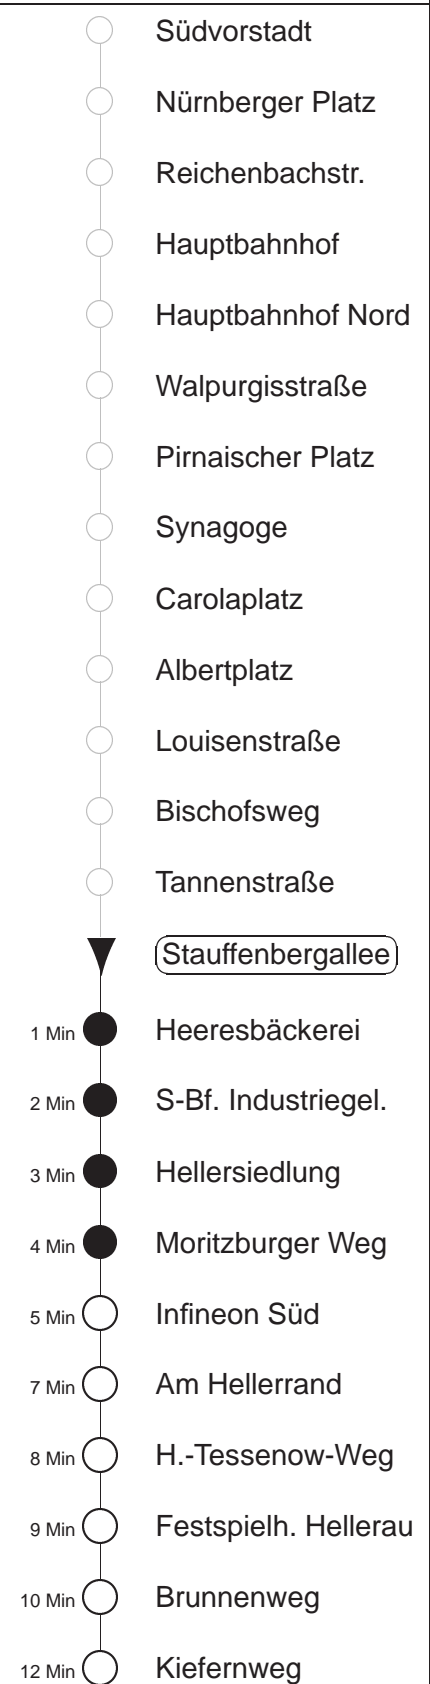 Südvorstadt
Nürnberger Platz
Reichenbachstr.
Hauptbahnhof
Hauptbahnhof Nord
Walpurgisstraße
Pirnaischer Platz
Synagoge
Carolaplatz
Albertplatz
Louisenstraße
Bischofsweg
Tannenstraße
Stauffenbergallee
1 Min Heeresbäckerei
2 Min S-Bf. Industriegel.
3 Min Hellersiedlung
4 Min Moritzburger Weg
5 Min Infineon Süd
7 Min Am Hellerrand
8 Min H.-Tessenow-Weg
9 Min Festspielh. Hellerau
10 Min Brunnenweg
12 Min Kiefernweg